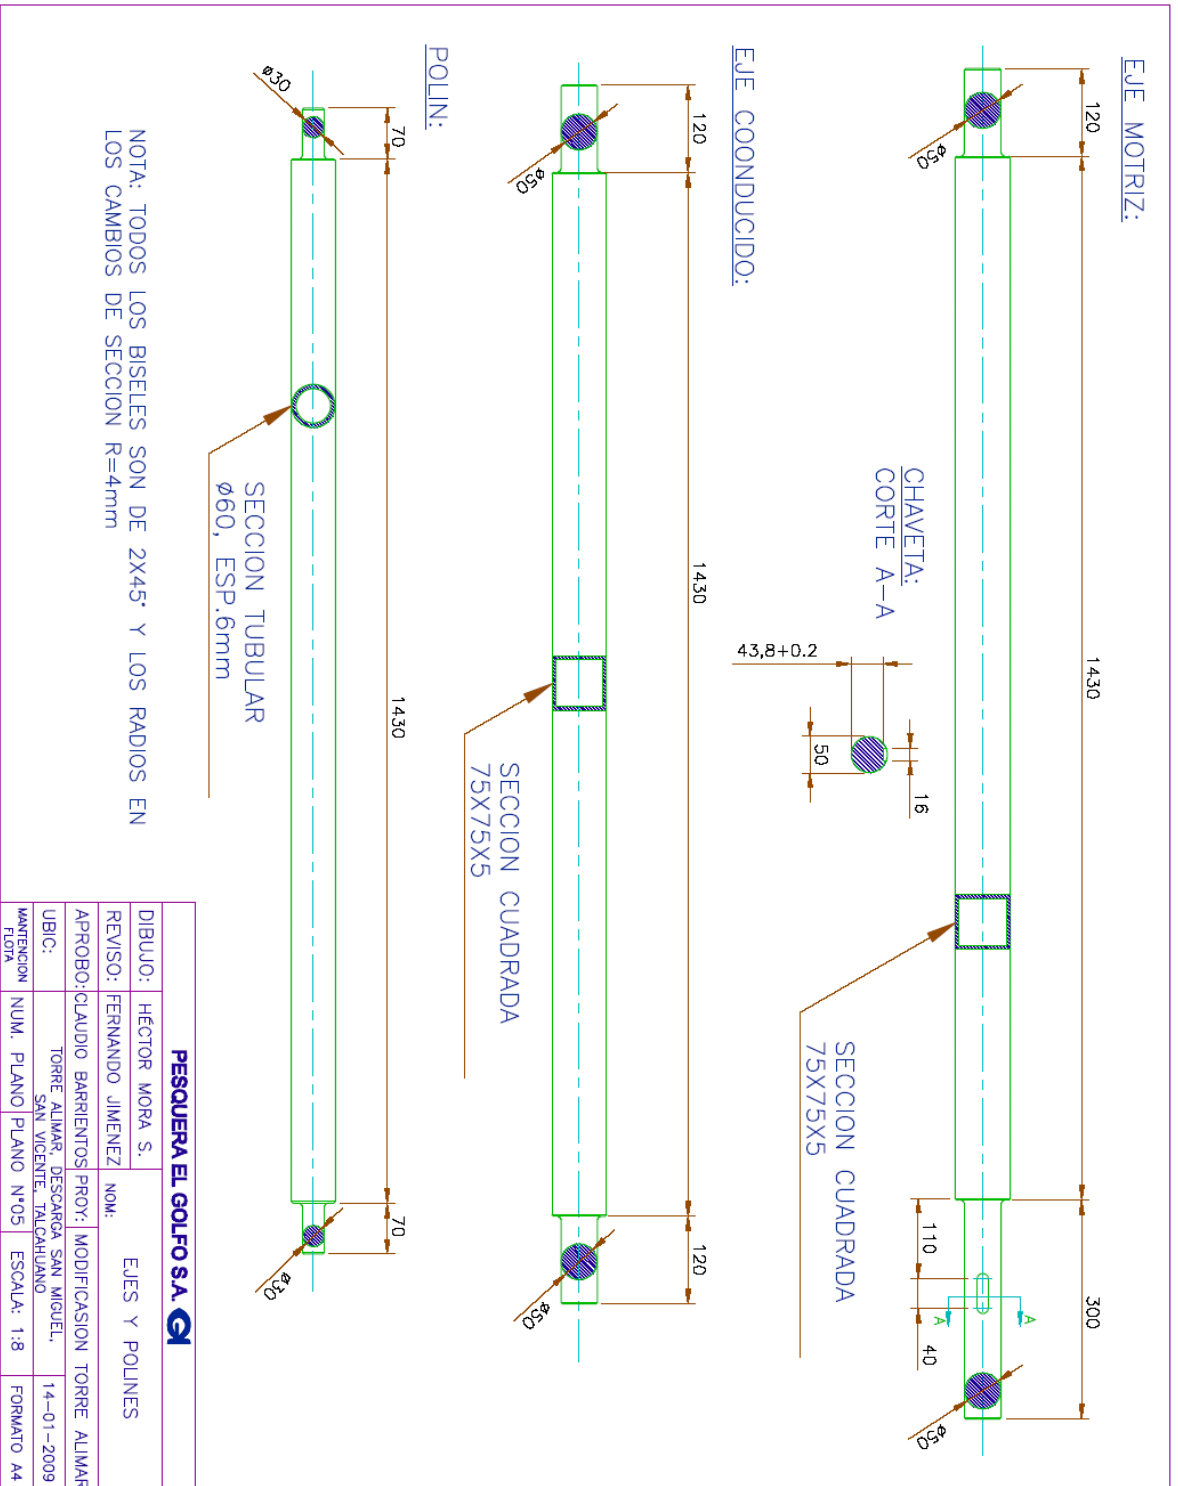 EJE MOTRIZ:
120
1430
300
ø50
110
40
A
A
ø50
CHAVETA:
CORTE A-A
43,8+0.2
16
50
SECCION CUADRADA
75X75X5
EJE COONDUCIDO:
120
1430
120
ø50
ø50
SECCION CUADRADA
75X75X5
POLIN:
70
1430
70
ø30
ø30
SECCION TUBULAR
ø60, ESP.6mm
NOTA: TODOS LOS BISELES SON DE 2X45° Y LOS RADIOS EN
LOS CAMBIOS DE SECCION R=4mm
PESQUERA EL GOLFO S.A.
DIBUJO: HÉCTOR MORA S.
REVISO: FERNANDO JIMENEZ
NOM: EJES Y POLINES
APROBO: CLAUDIO BARRIENTOS
PROY: MODIFICASION TORRE ALIMAR
UBIC: TORRE ALIMAR, DESCARGA SAN MIGUEL,
SAN VICENTE, TALCAHUANO
14-01-2009
MANTENCION
FLOTA
NUM. PLANO
PLANO N°05
ESCALA: 1:8
FORMATO A4